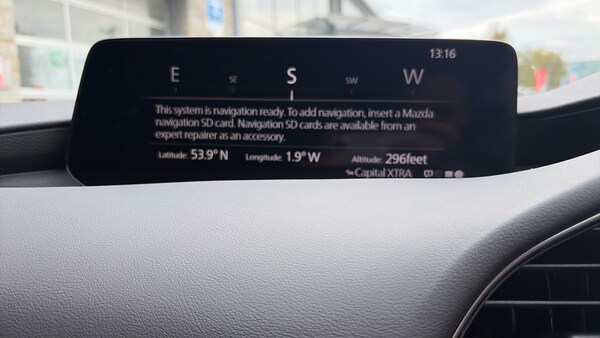 13:16
E SE S SW W
This system is navigation ready. To add navigation, insert a Mazda
navigation SD card. Navigation SD cards are available from an
expert repairer as an accessory.
Latitude: 53.9° N Longitude: 1.9° W Altitude: 296feet
Capital XTRA